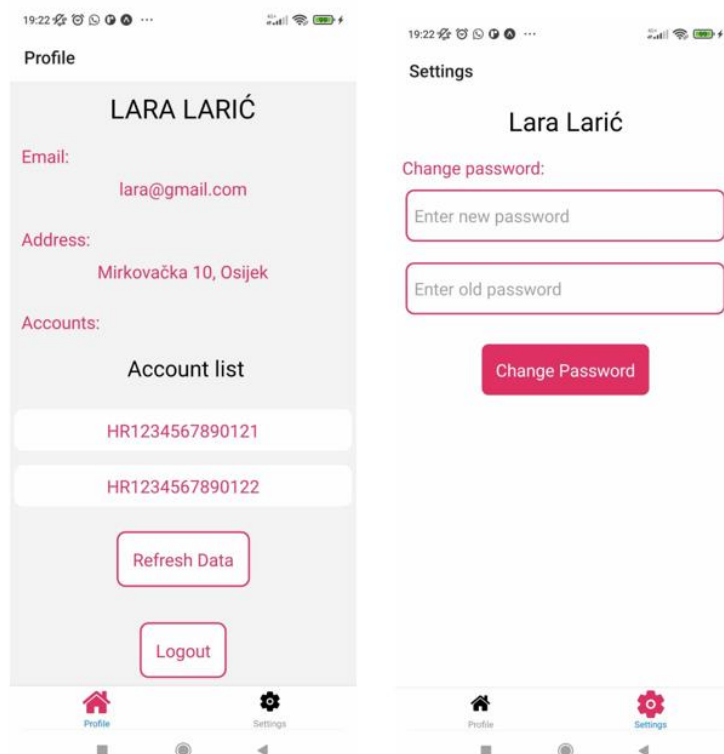 19:22
Profile
LARA LARIĆ
Email:
lara@gmail.com
Address:
Mirkovačka 10, Osijek
Accounts:
Account list
HR1234567890121
HR1234567890122
Refresh Data
Logout
Profile
Settings
19:22
Settings
Lara Larić
Change password:
Enter new password
Enter old password
Change Password
Profile
Settings